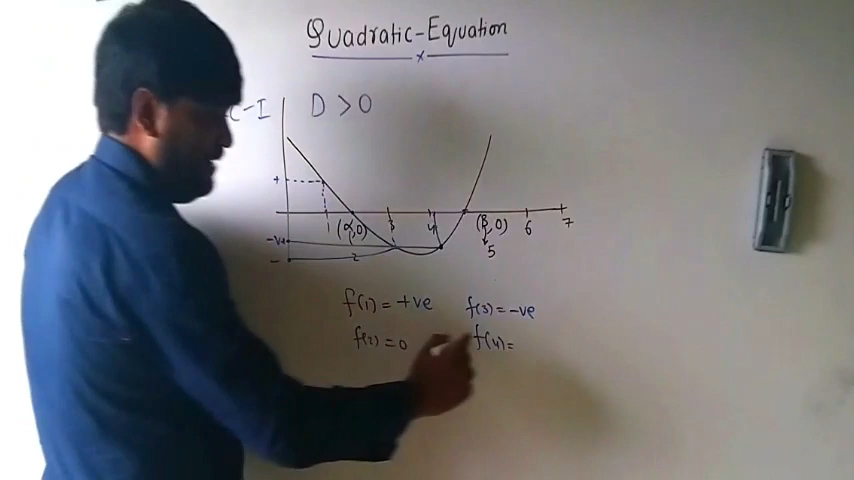 Quadratic-Equation
x
C-I D > 0
+
1 (α,0) 3 4 (β,0) 6 7
-ve
5
- 2
f(1) = +ve f(3) = -ve
f(2) = 0 f(4) =